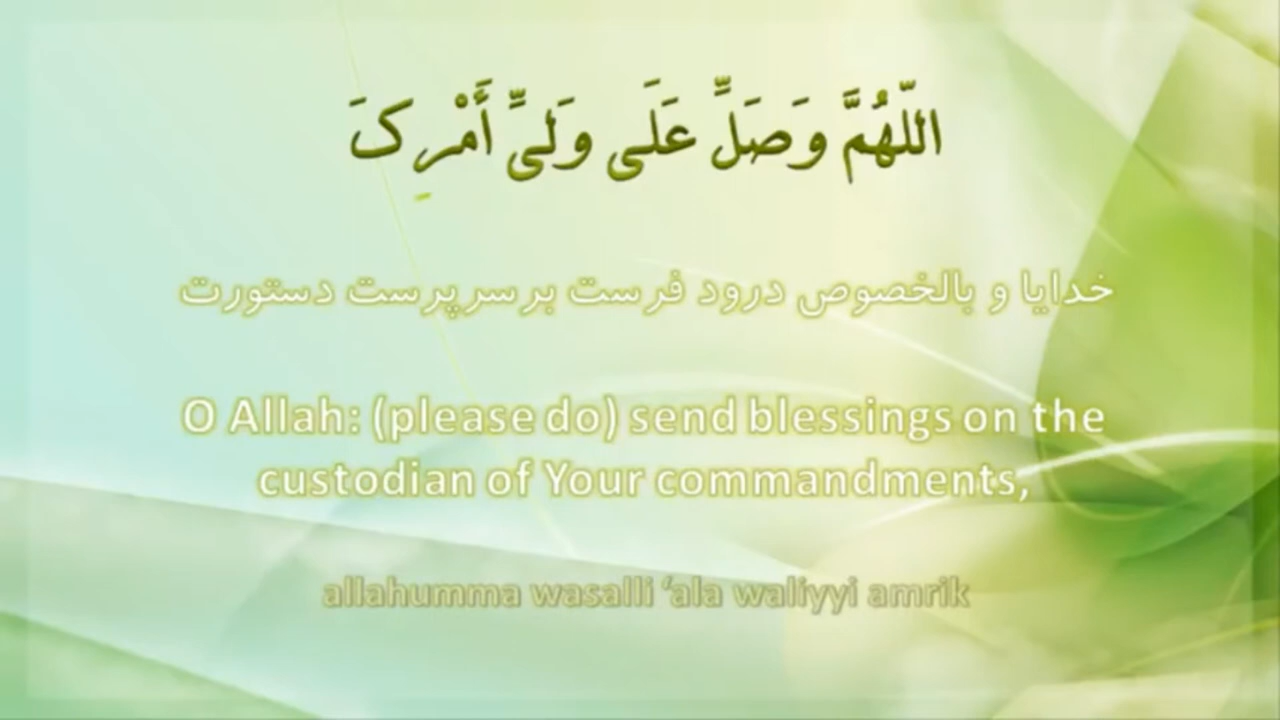 اللّهُمَّ وَصَلِّ عَلَى وَلىِّ أَمْرِکَ
خدایا و بالخصوص درود فرست بر سرپرست دستورت
O Allah: (please do) send blessings on the
custodian of Your commandments,
allahumma wasalli ‘ala waliyyi amrik